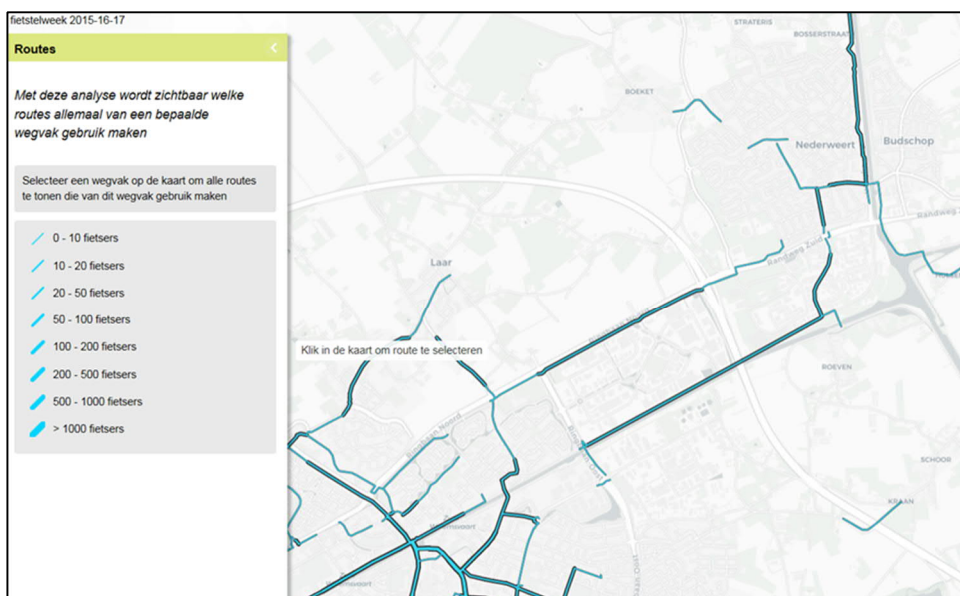 fietstelweek 2015-16-17
Routes
Met deze analyse wordt zichtbaar welke
routes allemaal van een bepaalde
wegvak gebruik maken
Selecteer een wegvak op de kaart om alle routes
te tonen die van dit wegvak gebruik maken
0 - 10 fietsers
10 - 20 fietsers
20 - 50 fietsers
50 - 100 fietsers
100 - 200 fietsers
200 - 500 fietsers
500 - 1000 fietsers
> 1000 fietsers
STRATERIS
BOSSERSTRAAT
BOEKET
Nederweert
Budschop
Randweg Z
Randweg Zuid
Laar
Klik in de kaart om route te selecteren
ROEVEN
Noord
SCHOOR
KRAAN